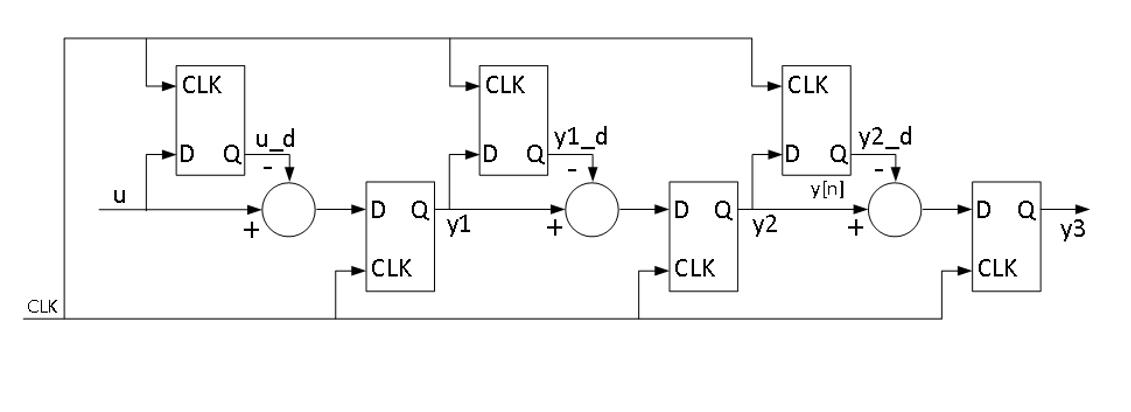 CLK CLK CLK
D Q u_d D Q y1_d D Q y2_d
- - -
u y[n]
D Q D Q D Q
+ y1 + y2 + y3
CLK CLK CLK
CLK